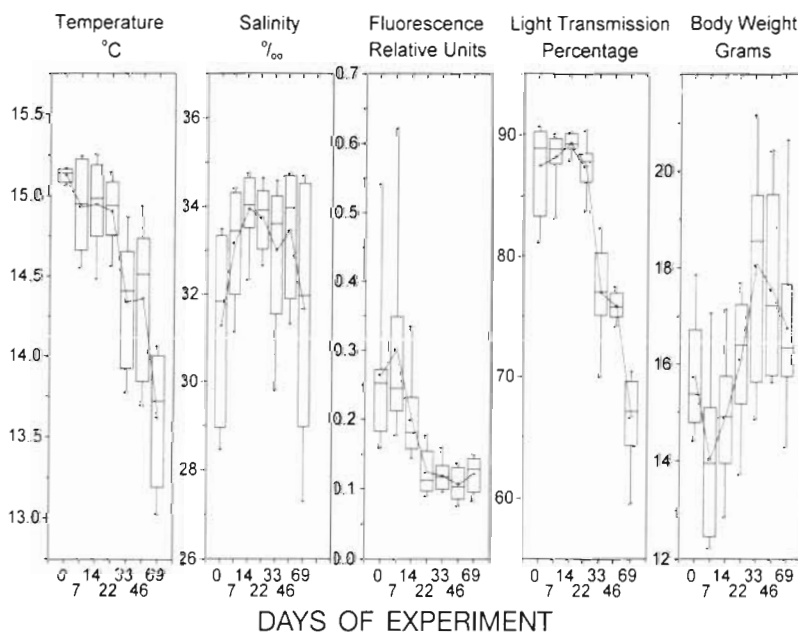 Temperature
°C
Salinity
‰
Fluorescence
Relative Units
Light Transmission
Percentage
Body Weight
Grams
15.5
15.0
14.5
14.0
13.5
13.0
36
34
32
30
28
26
0.7
0.6
0.5
0.4
0.3
0.2
0.1
0.0
90
80
70
60
20
18
16
14
12
0 14 33 69
7 22 46
0 14 33 69
7 22 46
0 14 33 69
7 22 46
0 14 33 69
7 22 46
0 14 33 69
7 22 46
DAYS OF EXPERIMENT